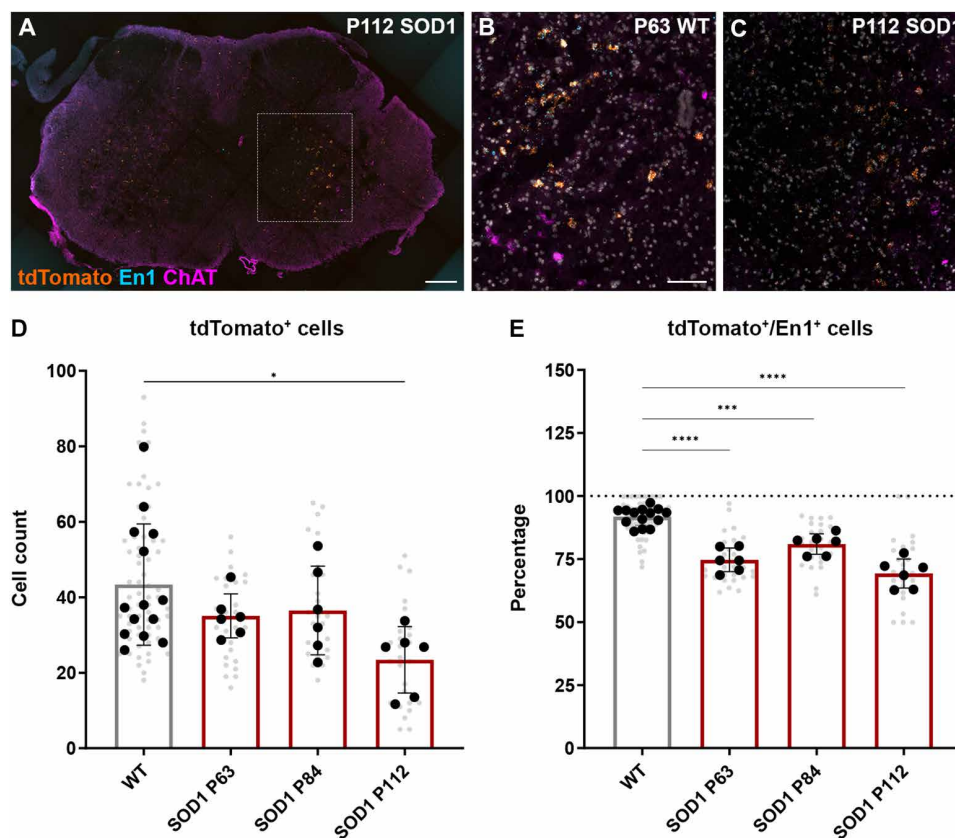 A
P112 SOD1
tdTomato En1 ChAT
B
P63 WT
C
P112 SOD1
D
tdTomato⁺ cells
Cell count
100
80
60
40
20
0
*
WT
SOD1 P63
SOD1 P84
SOD1 P112
E
tdTomato⁺/En1⁺ cells
Percentage
150
125
100
75
50
25
0
****
***
****
WT
SOD1 P63
SOD1 P84
SOD1 P112